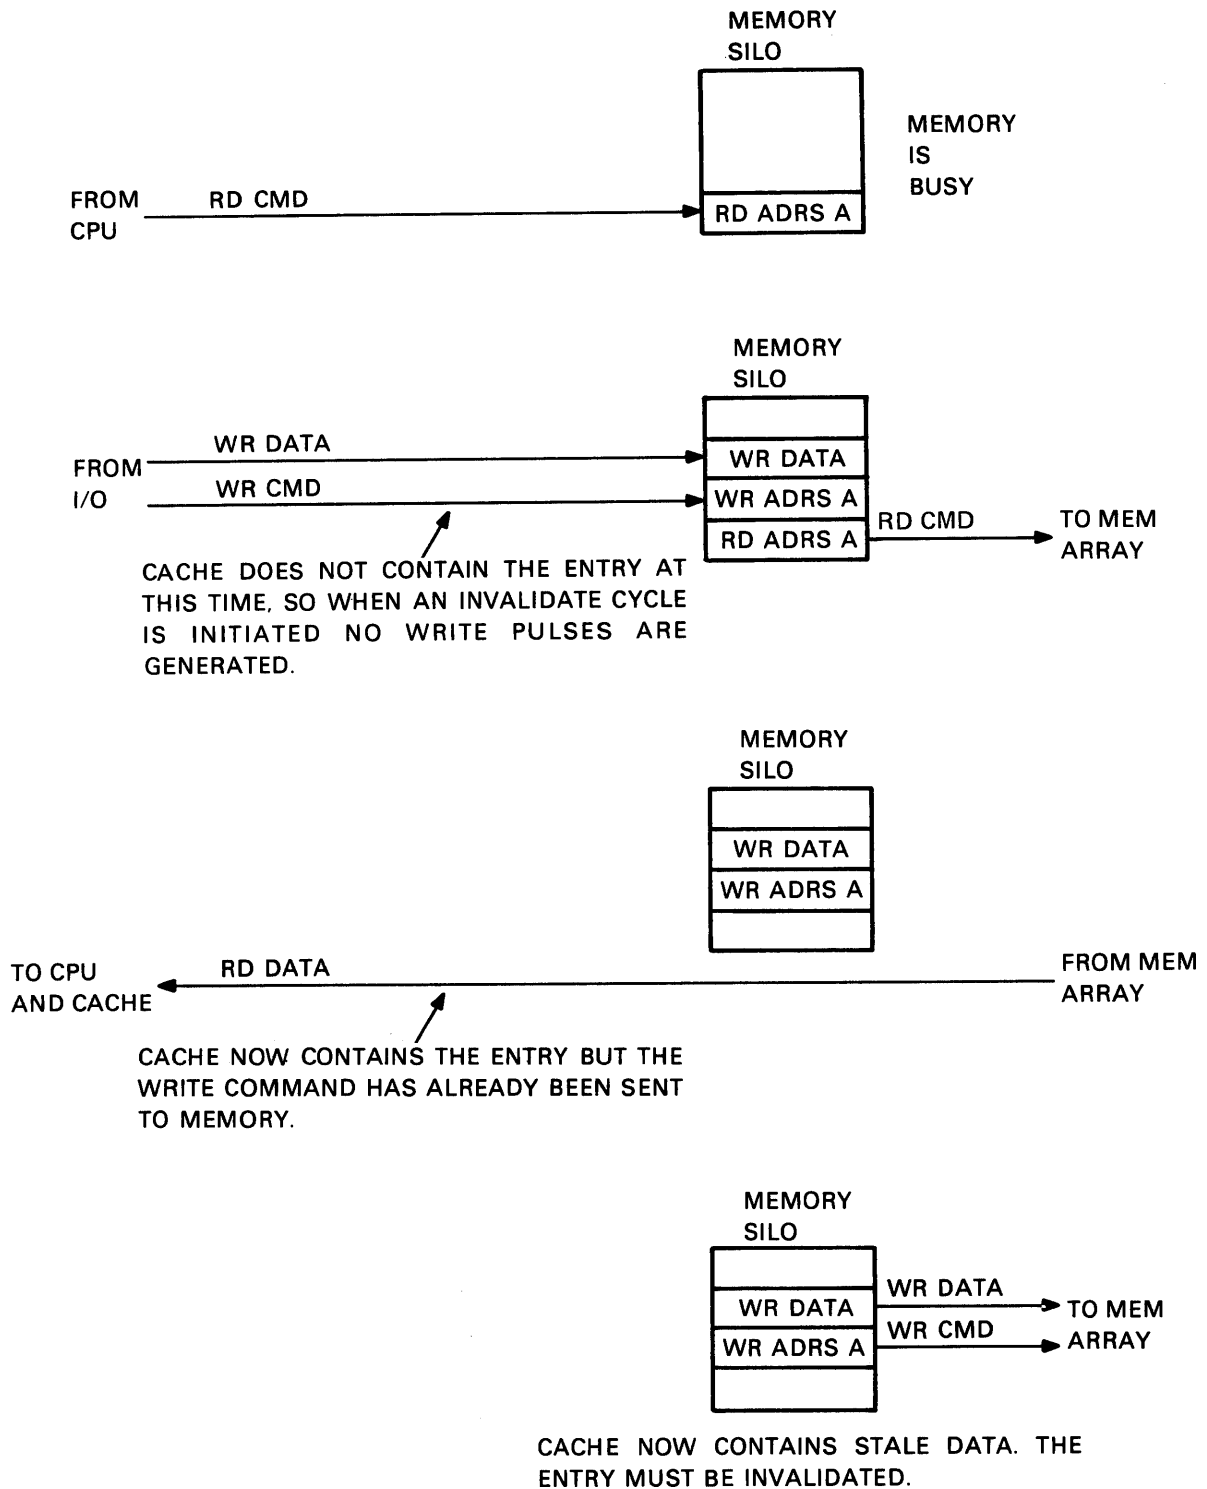 MEMORY
SILO
MEMORY
IS
BUSY
FROM
CPU
RD CMD
RD ADRS A
MEMORY
SILO
FROM
I/O
WR DATA
WR CMD
WR DATA
WR ADRS A
RD ADRS A
RD CMD
TO MEM
ARRAY
CACHE DOES NOT CONTAIN THE ENTRY AT
THIS TIME, SO WHEN AN INVALIDATE CYCLE
IS INITIATED NO WRITE PULSES ARE
GENERATED.
MEMORY
SILO
WR DATA
WR ADRS A
TO CPU
AND CACHE
RD DATA
FROM MEM
ARRAY
CACHE NOW CONTAINS THE ENTRY BUT THE
WRITE COMMAND HAS ALREADY BEEN SENT
TO MEMORY.
MEMORY
SILO
WR DATA
WR ADRS A
WR DATA
WR CMD
TO MEM
ARRAY
CACHE NOW CONTAINS STALE DATA. THE
ENTRY MUST BE INVALIDATED.